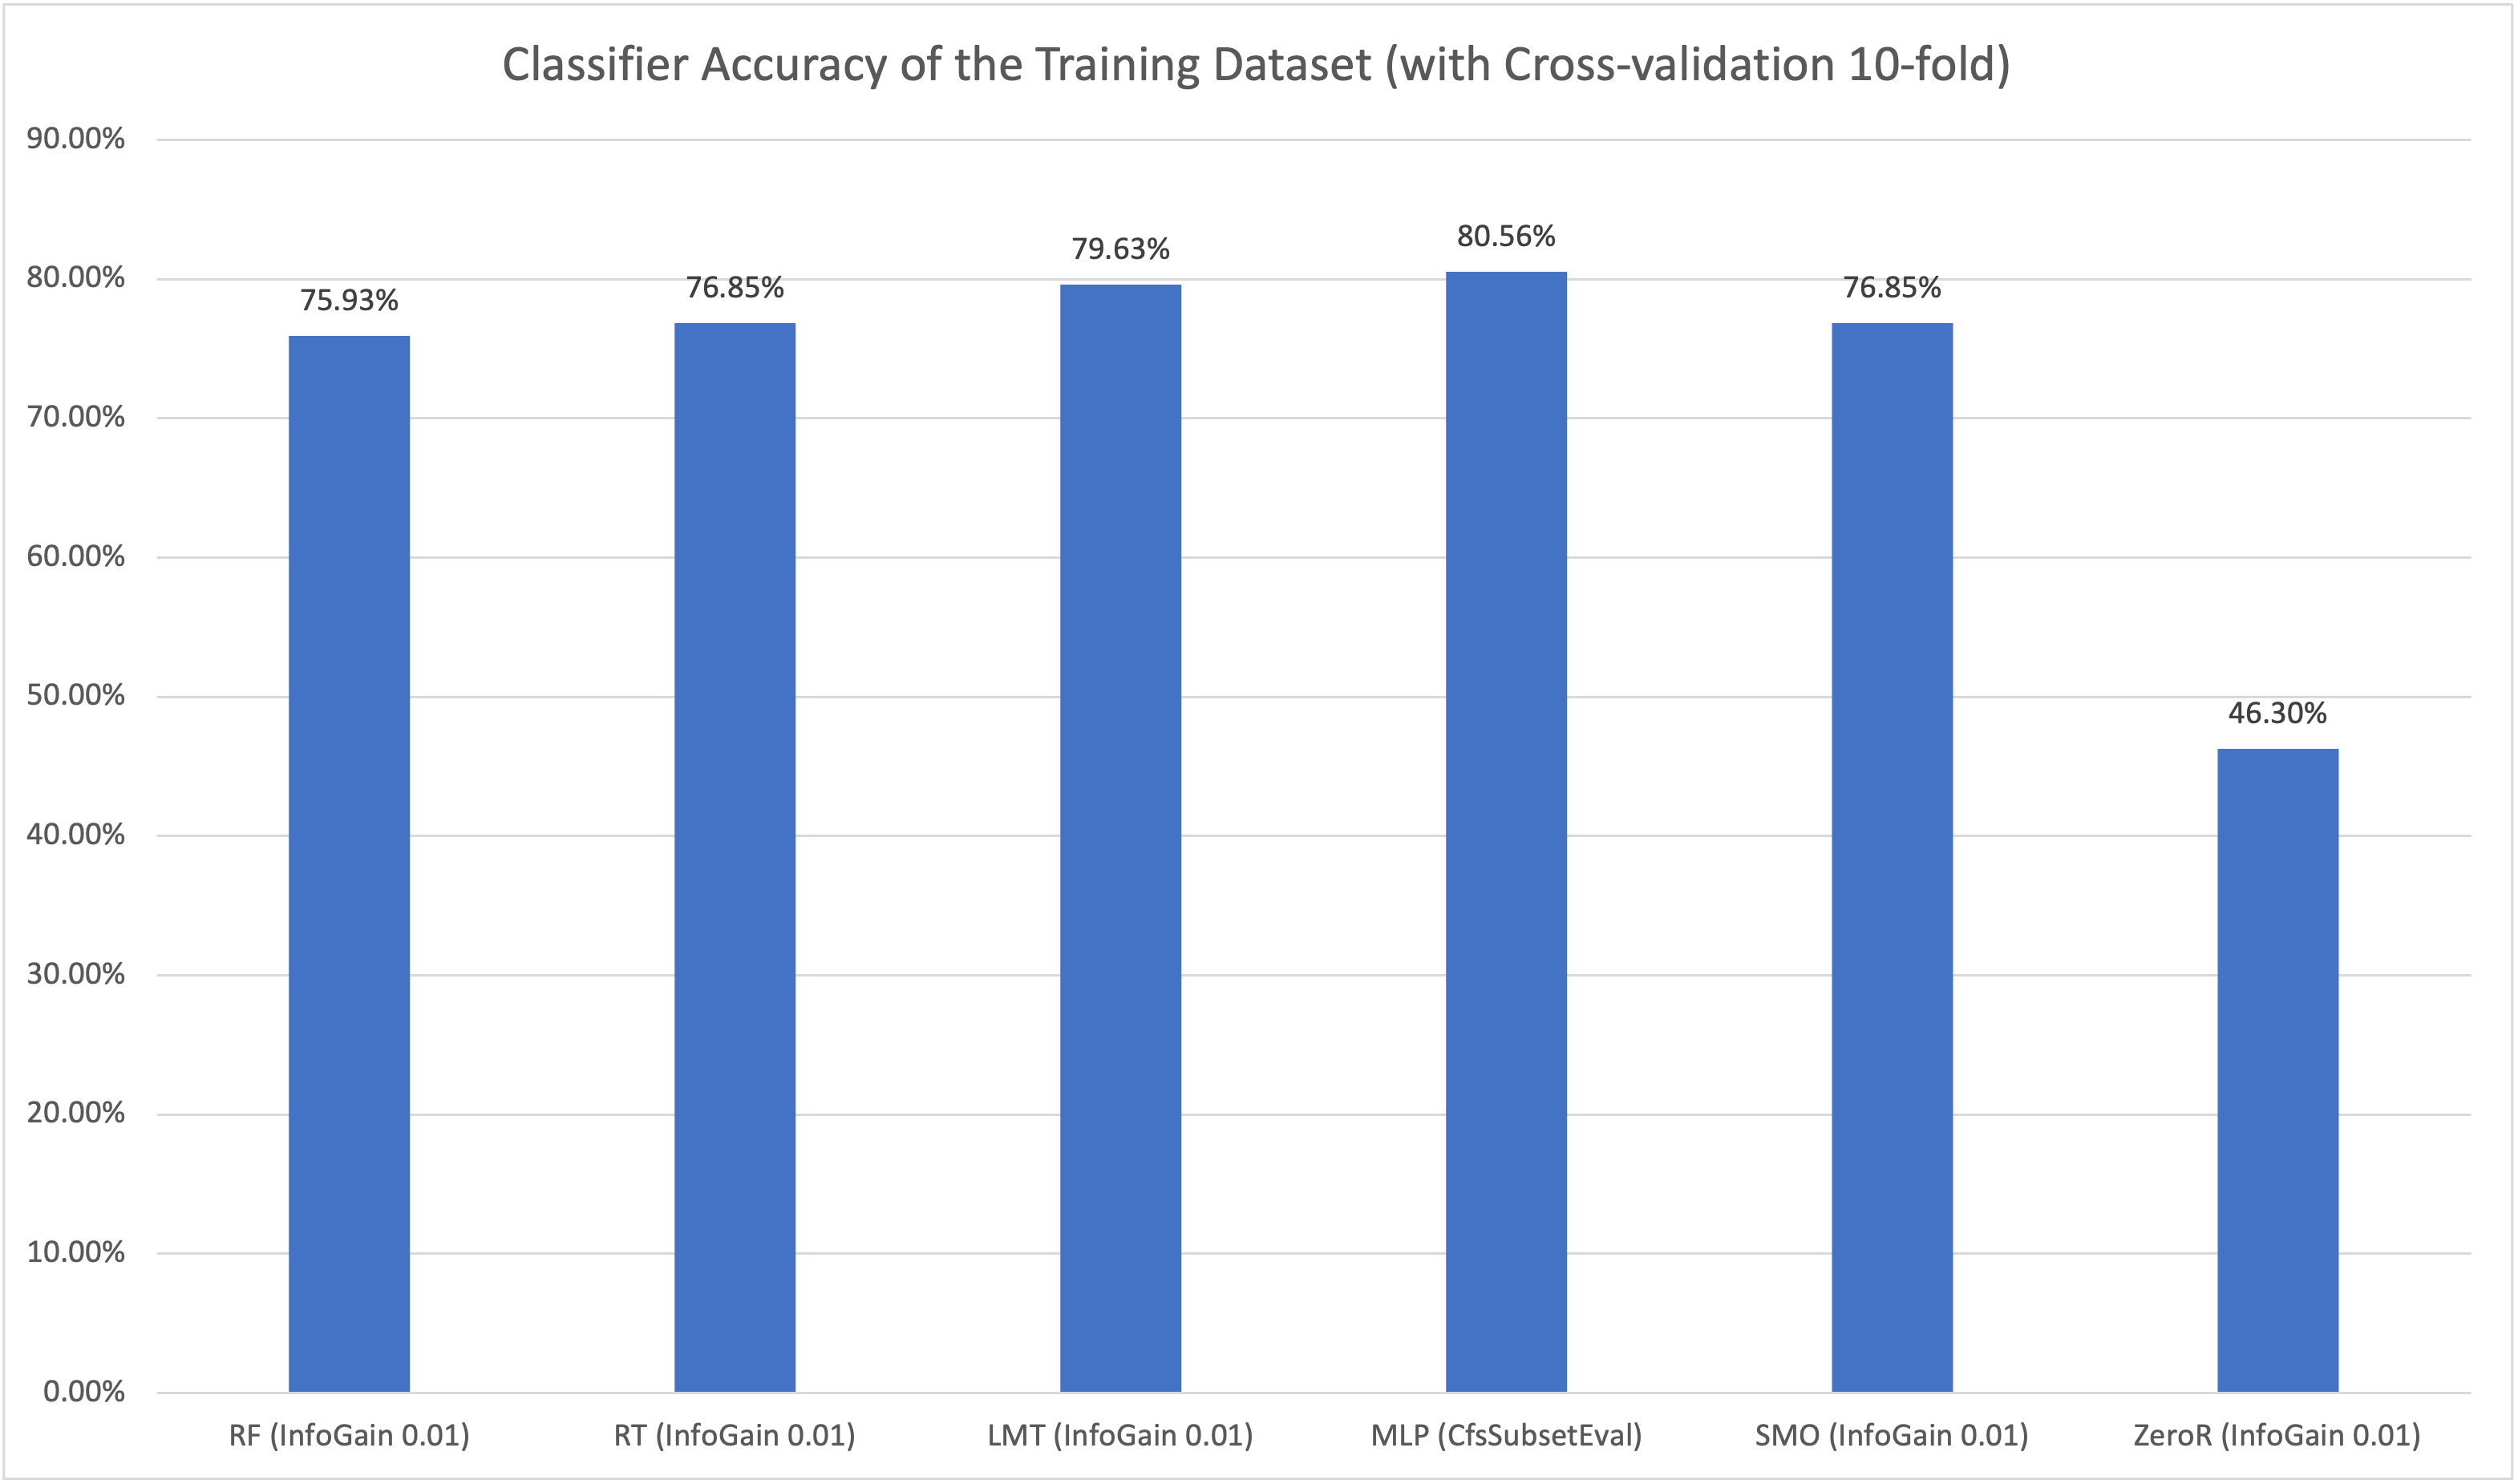 Classifier Accuracy of the Training Dataset (with Cross-validation 10-fold)
90.00%
80.00%
70.00%
60.00%
50.00%
40.00%
30.00%
20.00%
10.00%
0.00%
75.93%
76.85%
79.63%
80.56%
76.85%
46.30%
RF (InfoGain 0.01)
RT (InfoGain 0.01)
LMT (InfoGain 0.01)
MLP (CfsSubsetEval)
SMO (InfoGain 0.01)
ZeroR (InfoGain 0.01)